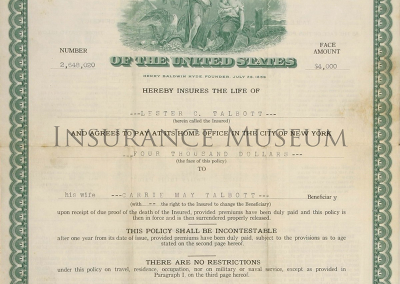 NUMBER
FACE
AMOUNT
2,648,020
$4,000
OF THE UNITED STATES
HENRY BALDWIN HYDE FOUNDER, JULY 26, 1859.
HEREBY INSURES THE LIFE OF
---LESTER C. TALBOTT---
(herein called the Insured)
AND AGREES TO PAY AT ITS HOME OFFICE IN THE CITY OF NEW YORK
INSURANCE MUSEUM
FOUR THOUSAND DOLLARS ---
(the face of this policy)
TO
his wife ---CARRIE MAY TALBOTT--- Beneficiary
(with the right to the Insured to change the Beneficiary)
upon receipt of due proof of the death of the Insured, provided premiums have been duly paid and this policy is
then in force and is then surrendered properly released.
THIS POLICY SHALL BE INCONTESTABLE
after one year from its date of issue, provided premiums have been duly paid, subject to the provisions as to age
stated on the second page hereof.
THERE ARE NO RESTRICTIONS
under this policy on travel, residence, occupation, nor on military or naval service, except as provided in
Paragraph I, on the third page hereof.